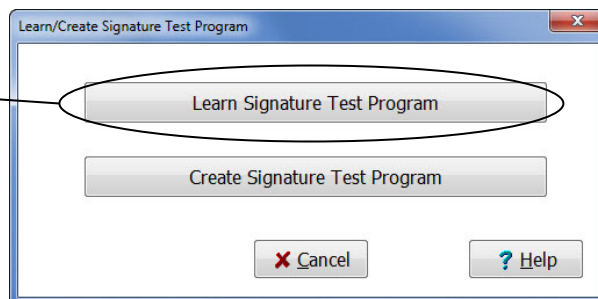 Learn/Create Signature Test Program
Learn Signature Test Program
Create Signature Test Program
Cancel
? Help